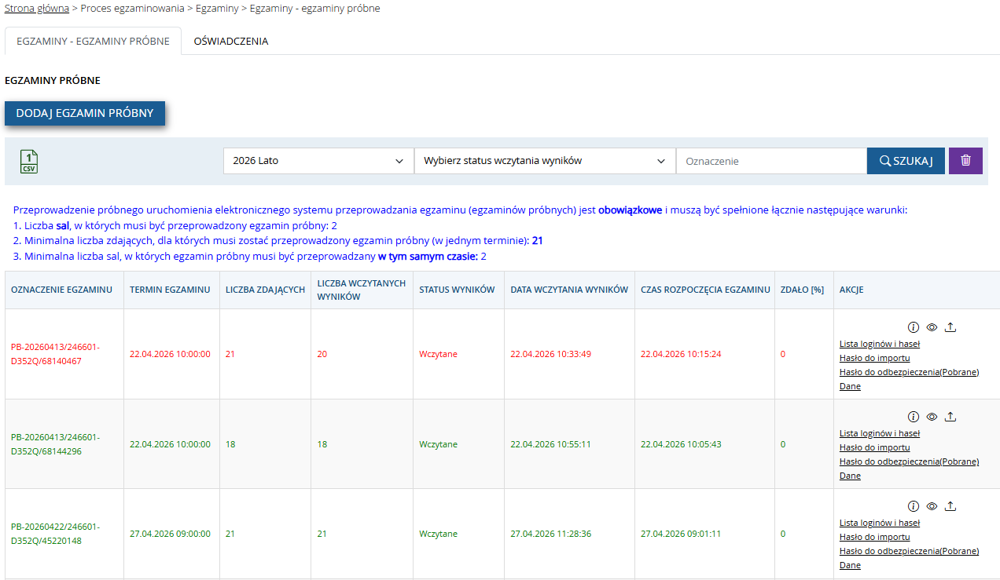 Strona główna > Proces egzaminowania > Egzaminy > Egzaminy - egzaminy próbne
EGZAMINY - EGZAMINY PRÓBNE
OŚWIADCZENIA
EGZAMINY PRÓBNE
DODAJ EGZAMIN PRÓBNY
1
CSV
2026 Lato
Wybierz status wczytania wyników
Oznaczenie
SZUKAJ
Przeprowadzenie próbnego uruchomienia elektronicznego systemu przeprowadzania egzaminu (egzaminów próbnych) jest obowiązkowe i muszą być spełnione łącznie następujące warunki:
1. Liczba sal, w których musi być przeprowadzony egzamin próbny: 2
2. Minimalna liczba zdających, dla których musi zostać przeprowadzony egzamin próbny (w jednym terminie): 21
3. Minimalna liczba sal, w których egzamin próbny musi być przeprowadzany w tym samym czasie: 2
OZNACZENIE EGZAMINU
TERMIN EGZAMINU
LICZBA ZDAJĄCYCH
LICZBA WCZYTANYCH
WYNIKÓW
STATUS WYNIKÓW
DATA WCZYTANIA WYNIKÓW
CZAS ROZPOCZĘCIA EGZAMINU
ZDAŁO [%]
AKCJE
PB-20260413/246601-
D352Q/68140467
22.04.2026 10:00:00
21
20
Wczytane
22.04.2026 10:33:49
22.04.2026 10:15:24
0
Lista loginów i haseł
Hasło do importu
Hasło do odbezpieczenia(Pobrane)
Dane
PB-20260413/246601-
D352Q/68144296
22.04.2026 10:00:00
18
18
Wczytane
22.04.2026 10:55:11
22.04.2026 10:05:43
0
Lista loginów i haseł
Hasło do importu
Hasło do odbezpieczenia(Pobrane)
Dane
PB-20260422/246601-
D352Q/45220148
27.04.2026 09:00:00
21
21
Wczytane
27.04.2026 11:28:36
27.04.2026 09:01:11
0
Lista loginów i haseł
Hasło do importu
Hasło do odbezpieczenia(Pobrane)
Dane